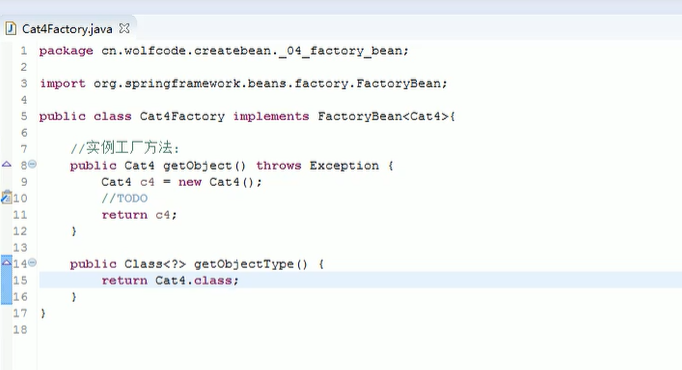 Cat4Factory.java
1 package cn.wolfcode.createbean._04_factory_bean;
2
3 import org.springframework.beans.factory.FactoryBean;
4
5 public class Cat4Factory implements FactoryBean<Cat4>{
6
7 //实例工厂方法:
8 public Cat4 getObject() throws Exception {
9 Cat4 c4 = new Cat4();
10 //TODO
11 return c4;
12 }
13
14 public Class<?> getObjectType() {
15 return Cat4.class;
16 }
17 }
18